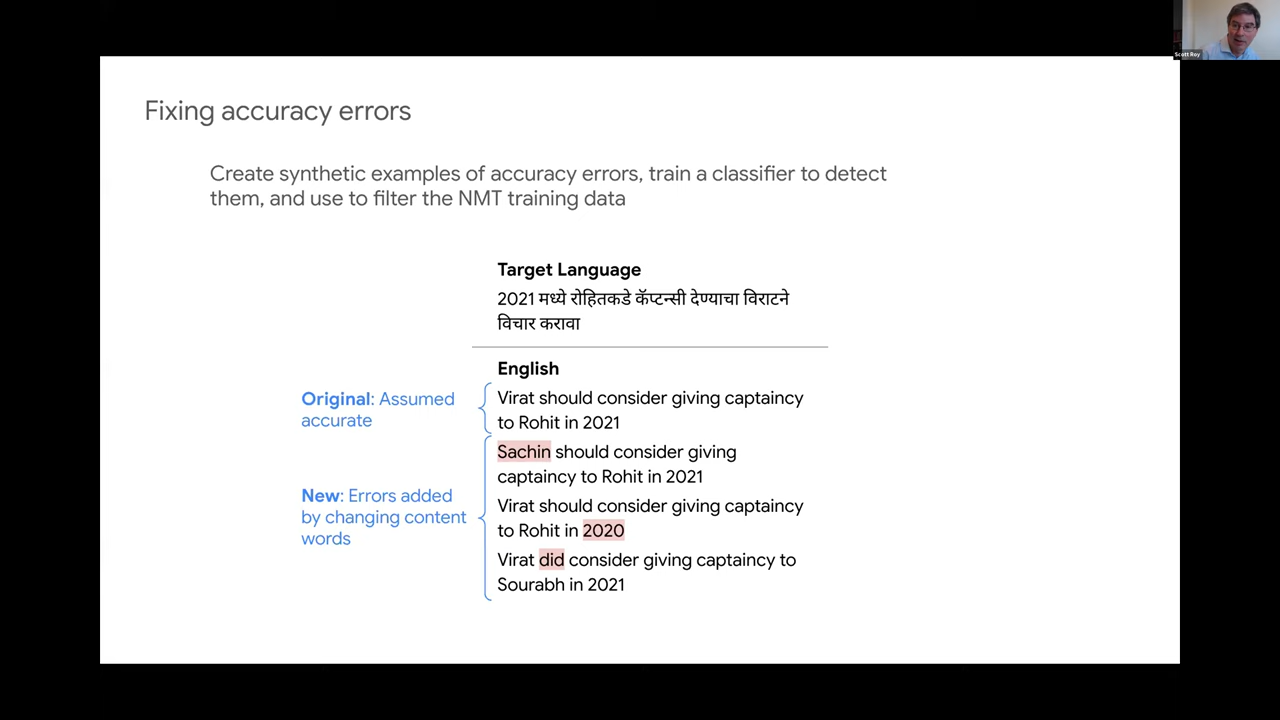 Scott Roy
Fixing accuracy errors
Create synthetic examples of accuracy errors, train a classifier to detect
them, and use to filter the NMT training data
Target Language
2021 मध्ये रोहितकडे कॅप्टन्सी देण्याचा विराटने
विचार करावा
English
Original: Assumed
accurate
Virat should consider giving captaincy
to Rohit in 2021
New: Errors added
by changing content
words
Sachin should consider giving
captaincy to Rohit in 2021
Virat should consider giving captaincy
to Rohit in 2020
Virat did consider giving captaincy to
Sourabh in 2021